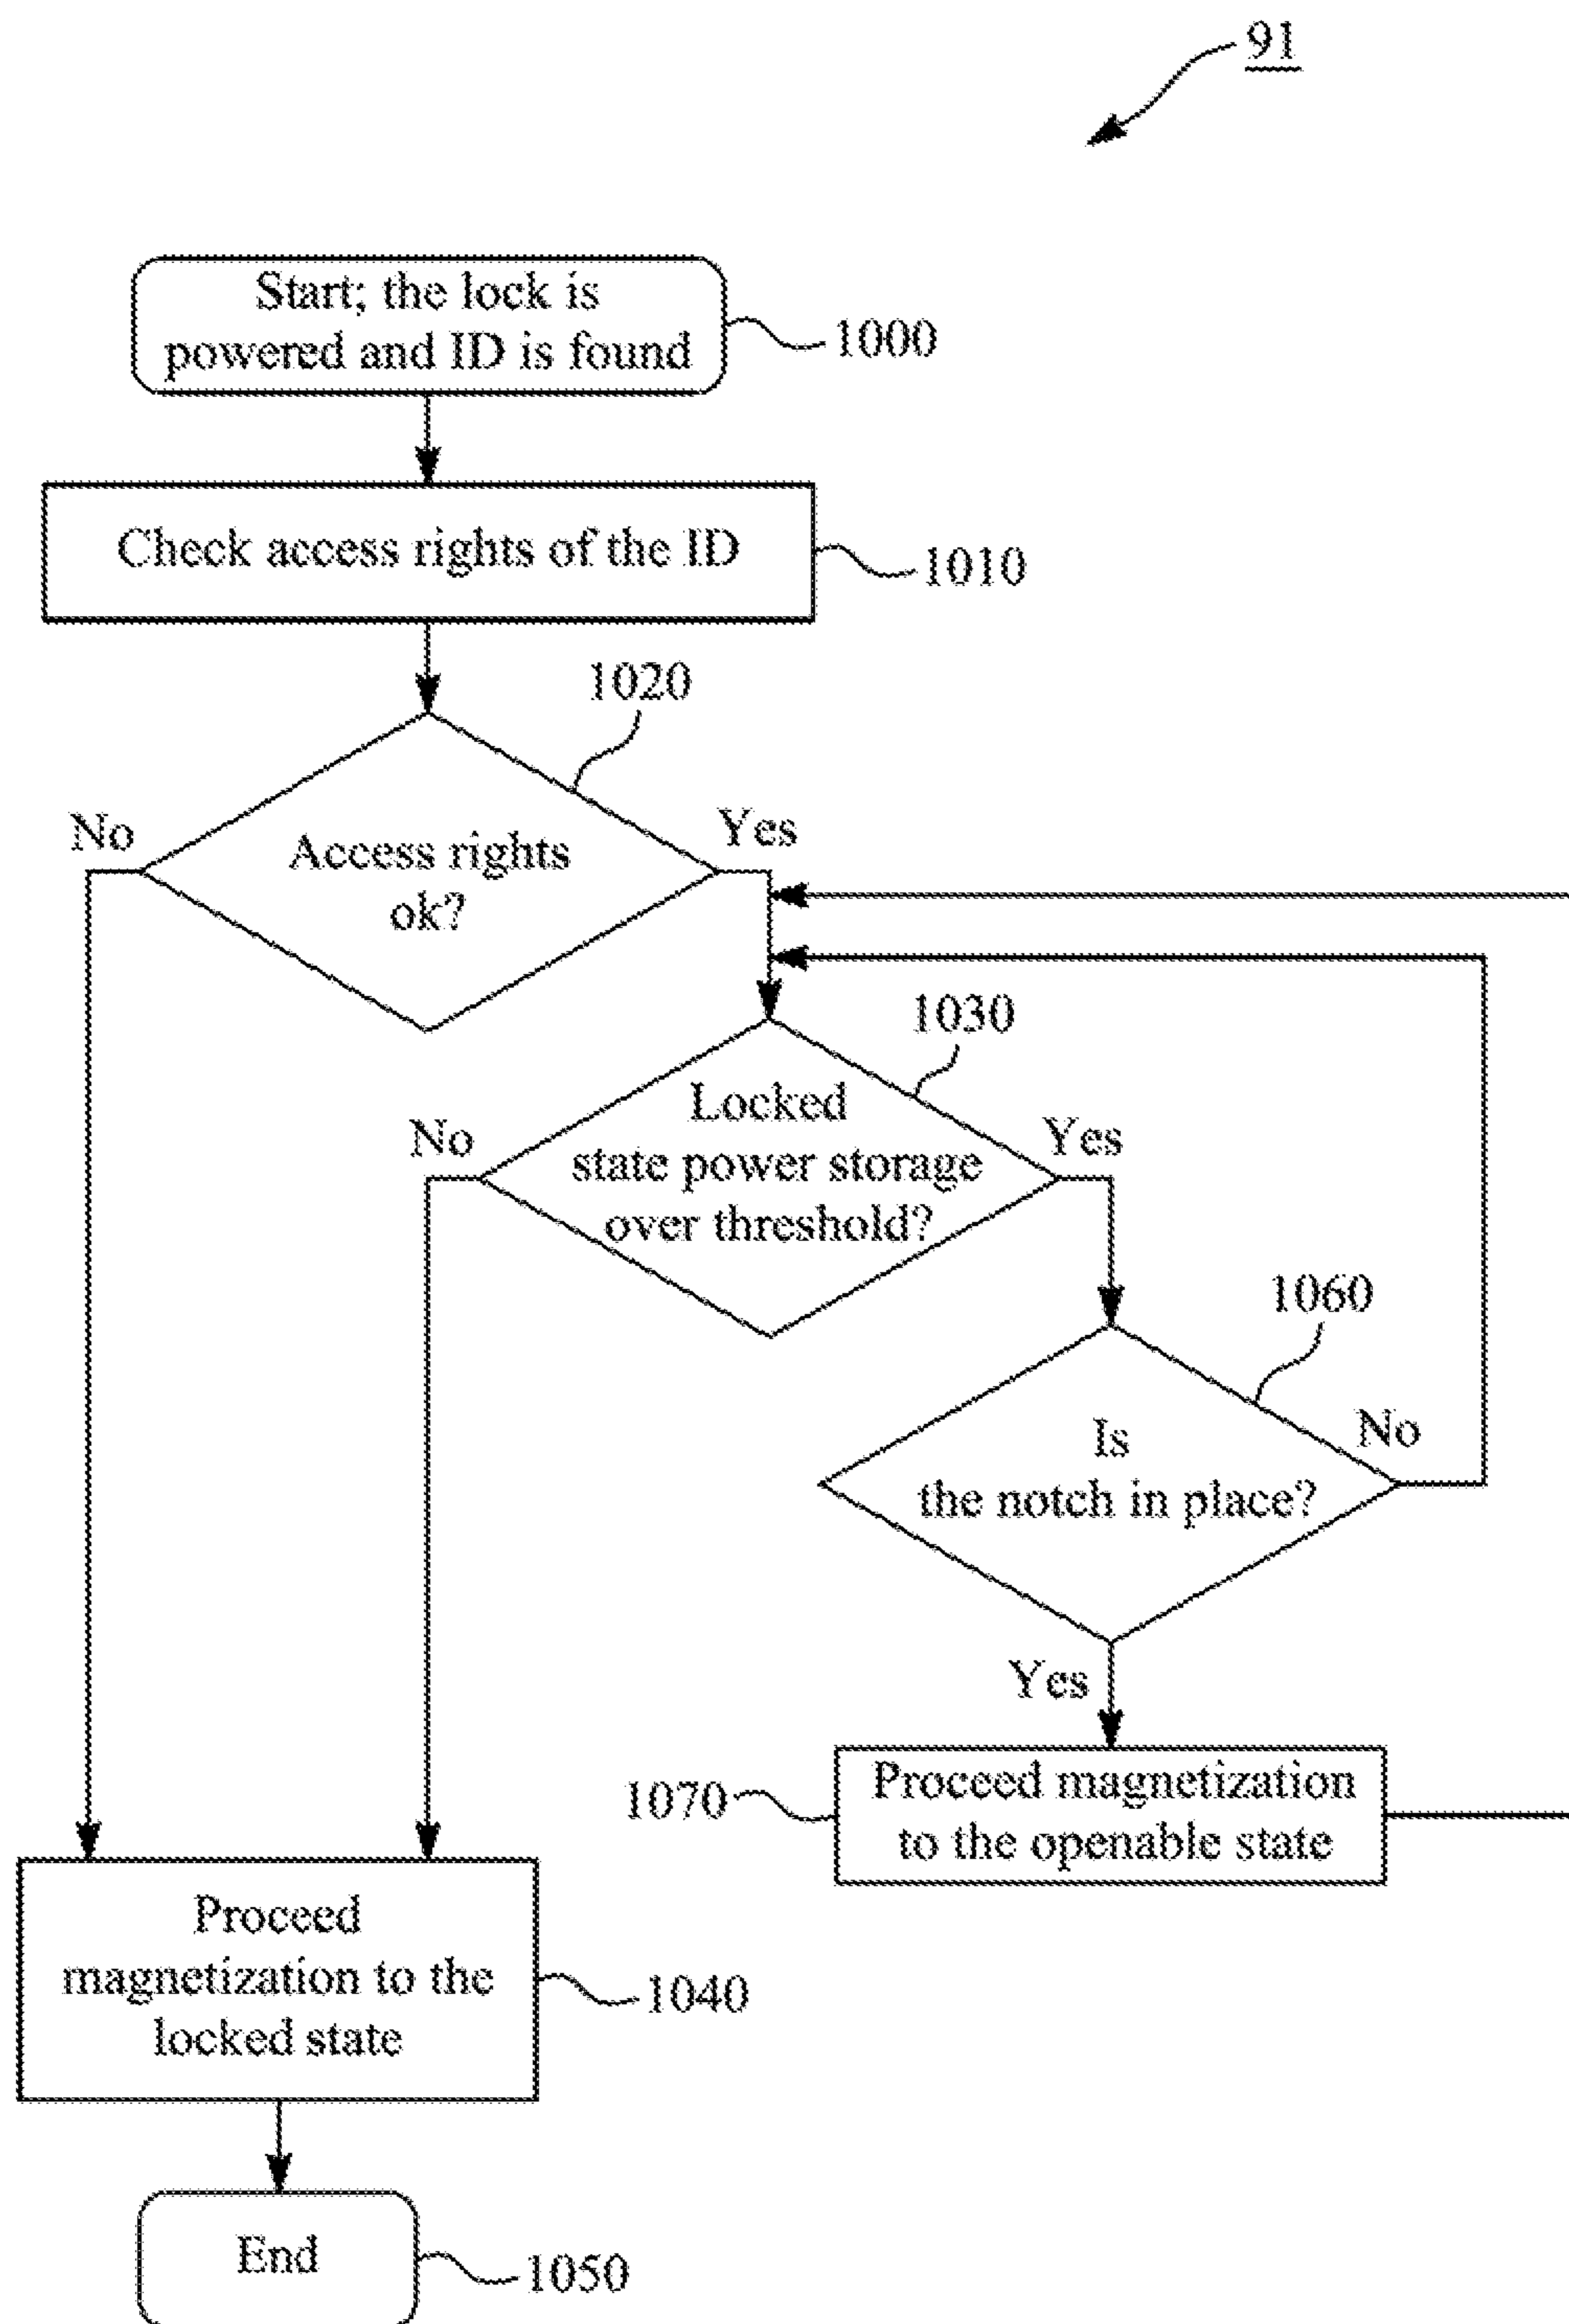 91
Start; the lock is
powered and ID is found
1000
Check access rights of the ID
1010
1020
No
Yes
Access rights
ok?
1030
No
Yes
Locked
state power storage
over threshold?
1060
No
Is
the notch in place?
Yes
1070
Proceed magnetization
to the openable state
Proceed
magnetization to the
locked state
1040
End
1050